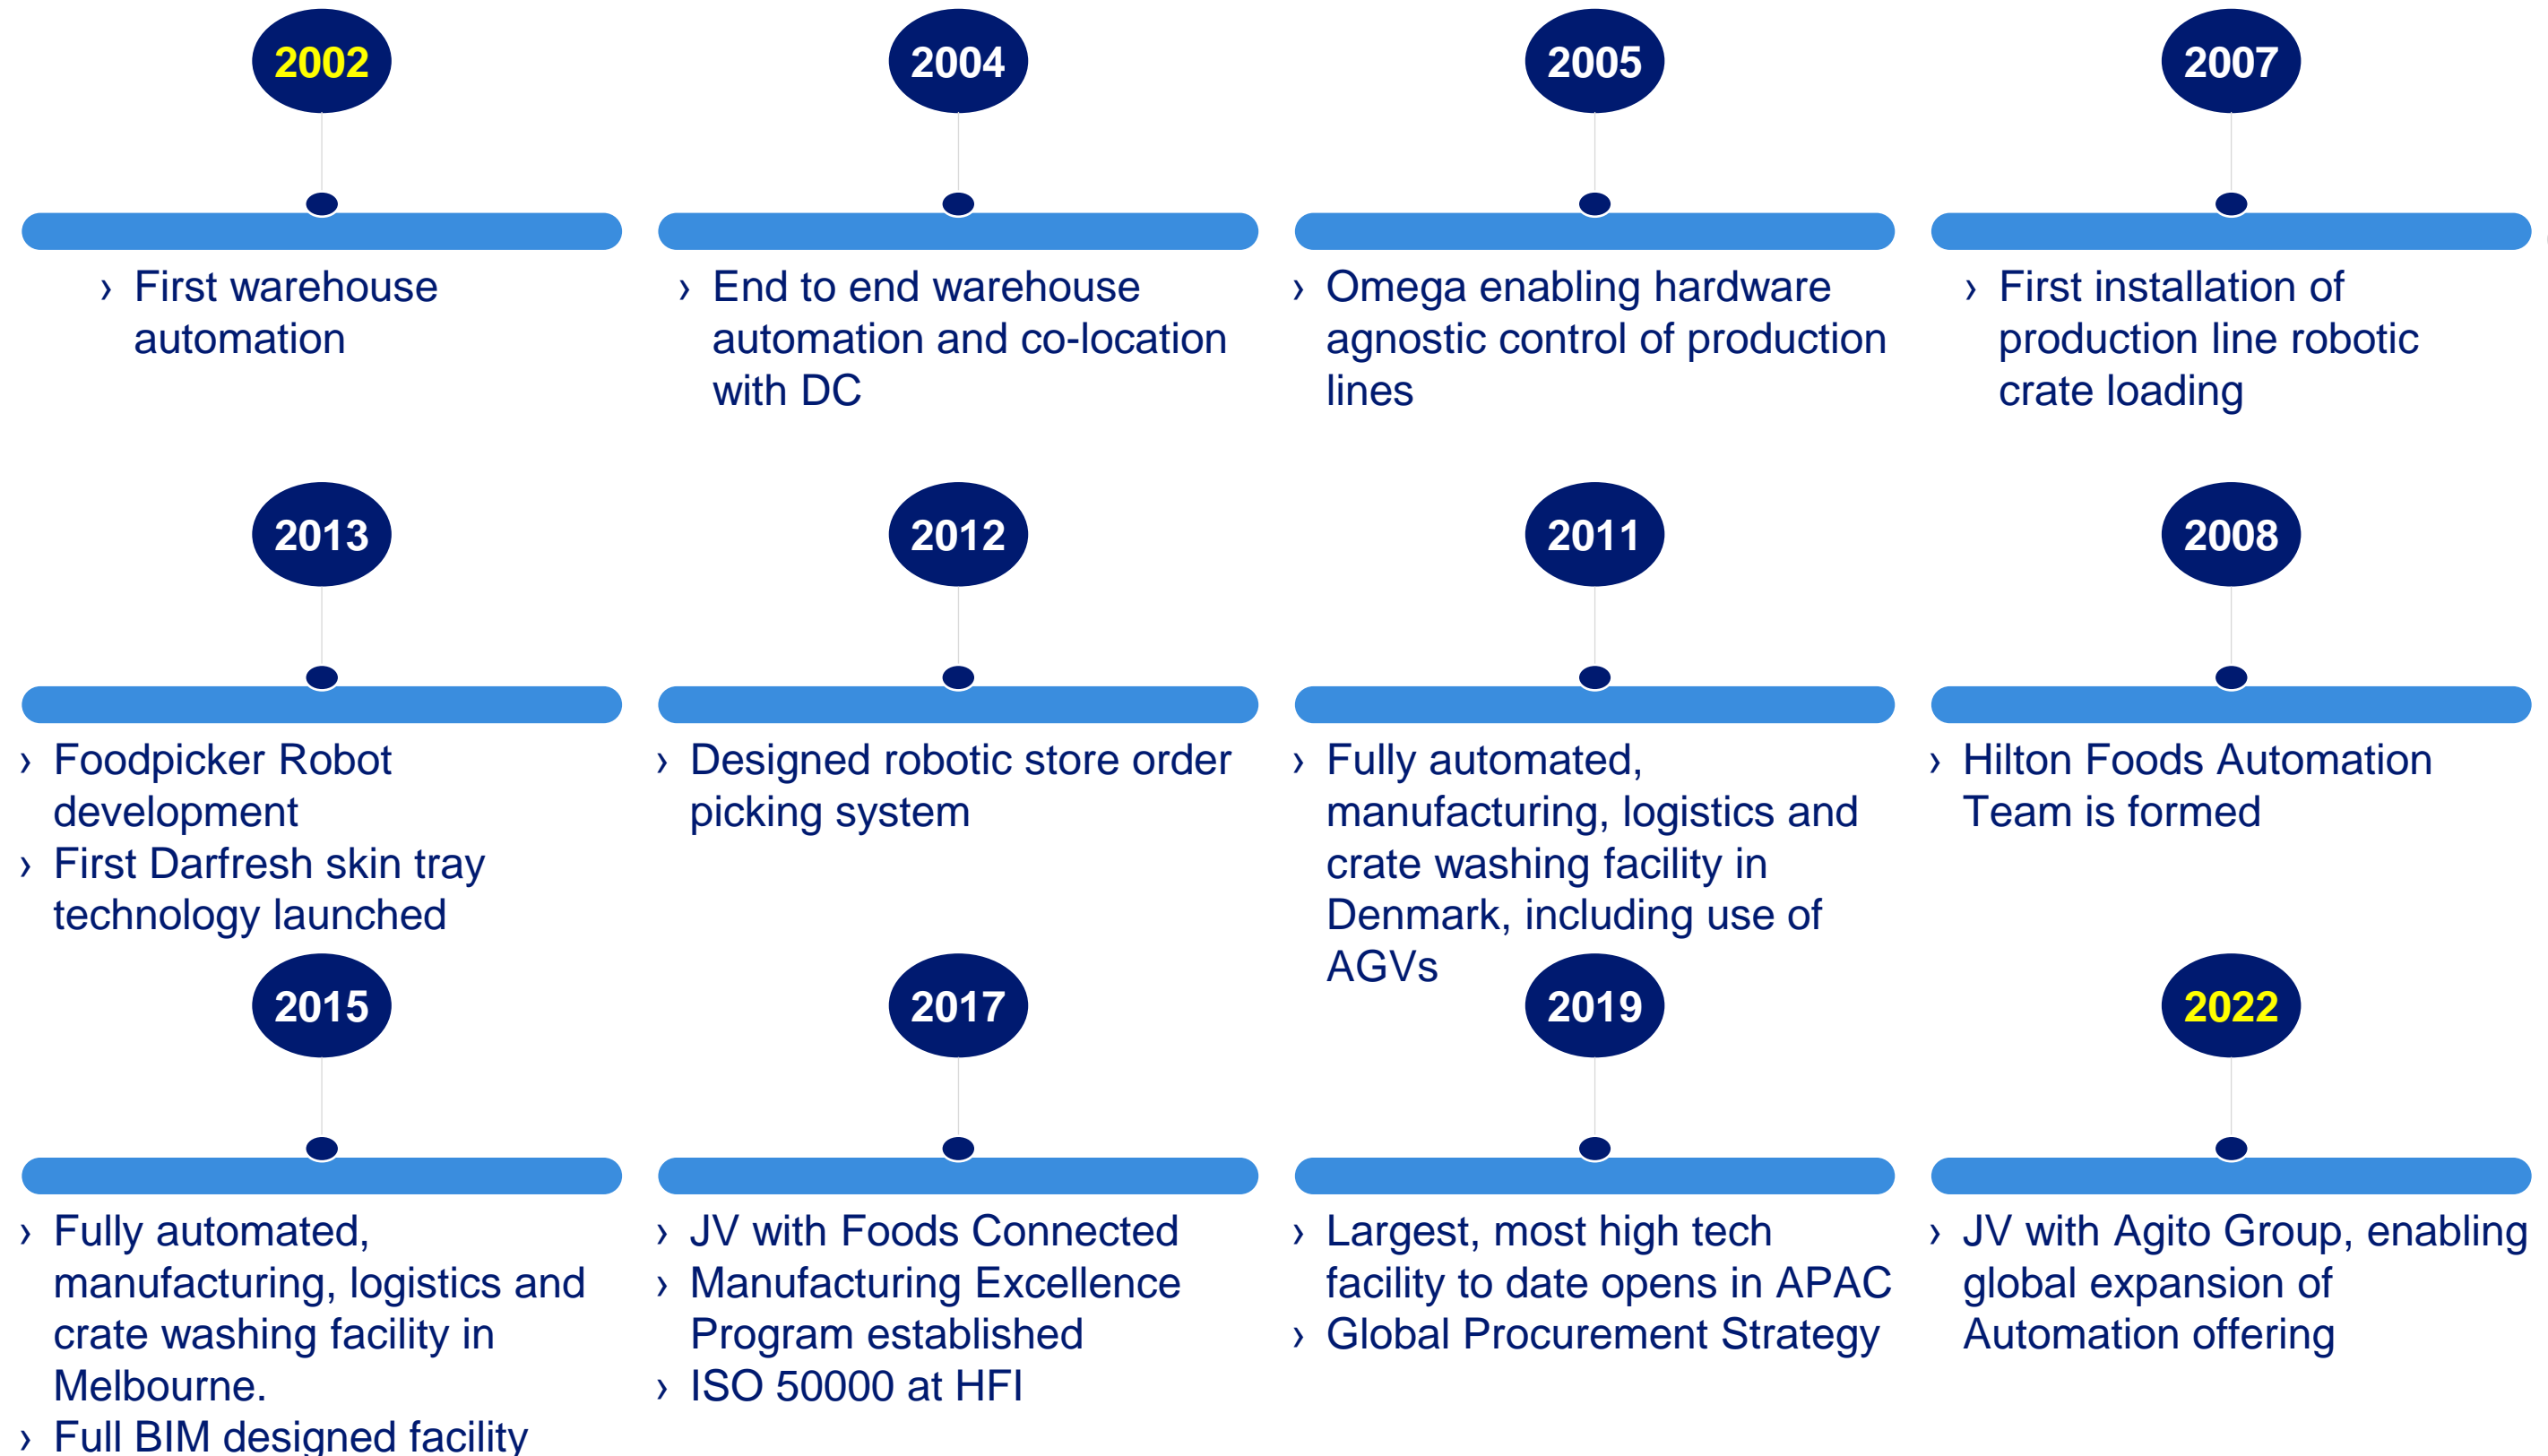 2002
› First warehouse
automation
2004
› End to end warehouse
automation and co-location
with DC
2005
› Omega enabling hardware
agnostic control of production
lines
2007
› First installation of
production line robotic
crate loading
2013
› Foodpicker Robot
development
› First Darfresh skin tray
technology launched
2012
› Designed robotic store order
picking system
2011
› Fully automated,
manufacturing, logistics and
crate washing facility in
Denmark, including use of
AGVs
2008
› Hilton Foods Automation
Team is formed
2015
› Fully automated,
manufacturing, logistics and
crate washing facility in
Melbourne.
› Full BIM designed facility
2017
› JV with Foods Connected
› Manufacturing Excellence
Program established
› ISO 50000 at HFI
2019
› Largest, most high tech
facility to date opens in APAC
› Global Procurement Strategy
2022
› JV with Agito Group, enabling
global expansion of
Automation offering